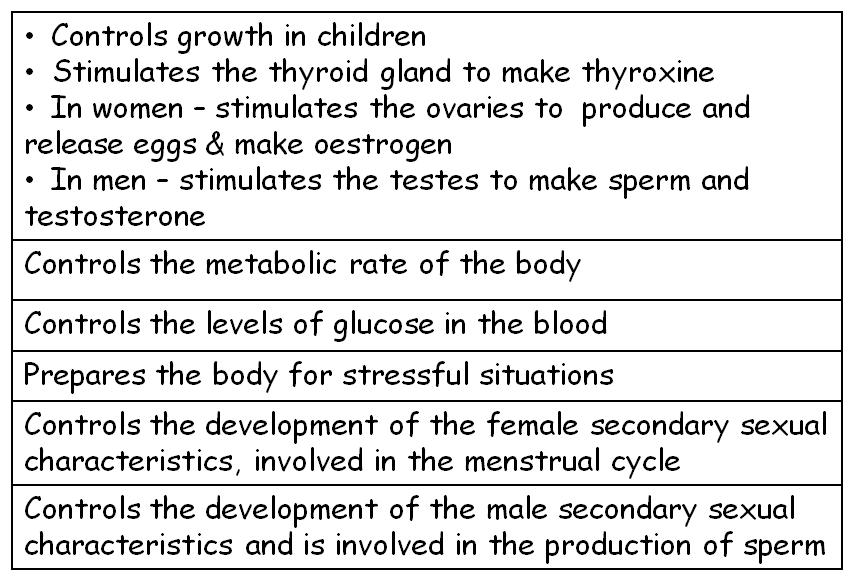 • Controls growth in children
• Stimulates the thyroid gland to make thyroxine
• In women – stimulates the ovaries to produce and
release eggs & make oestrogen
• In men – stimulates the testes to make sperm and
testosterone
Controls the metabolic rate of the body
Controls the levels of glucose in the blood
Prepares the body for stressful situations
Controls the development of the female secondary sexual
characteristics, involved in the menstrual cycle
Controls the development of the male secondary sexual
characteristics and is involved in the production of sperm